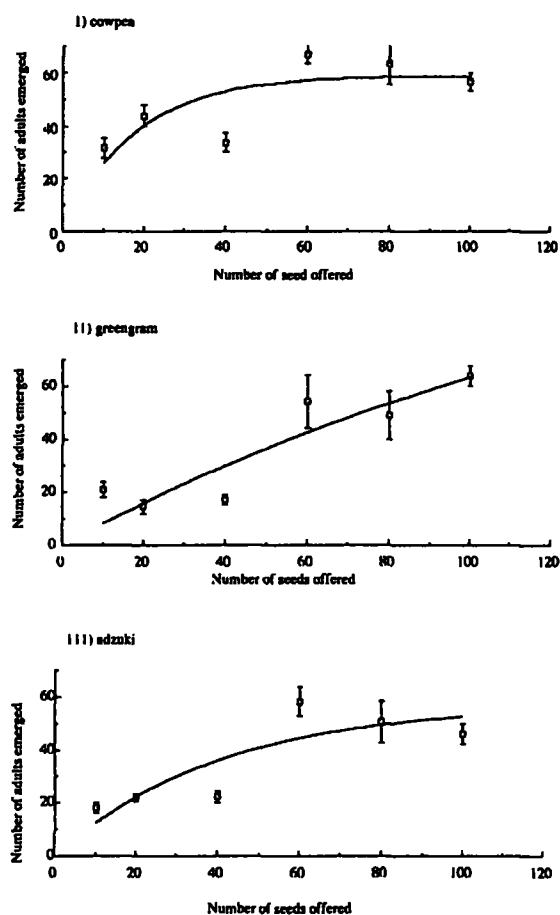 i) cowpea
Number of adults emerged
60
40
20
0
0 20 40 60 80 100 120
Number of seed offered
ii) greengram
Number of adults emerged
60
40
20
0
0 20 40 60 80 100 120
Number of seeds offered
iii) adzuki
Number of adults emerged
60
40
20
0
0 20 40 60 80 100 120
Number of seeds offered